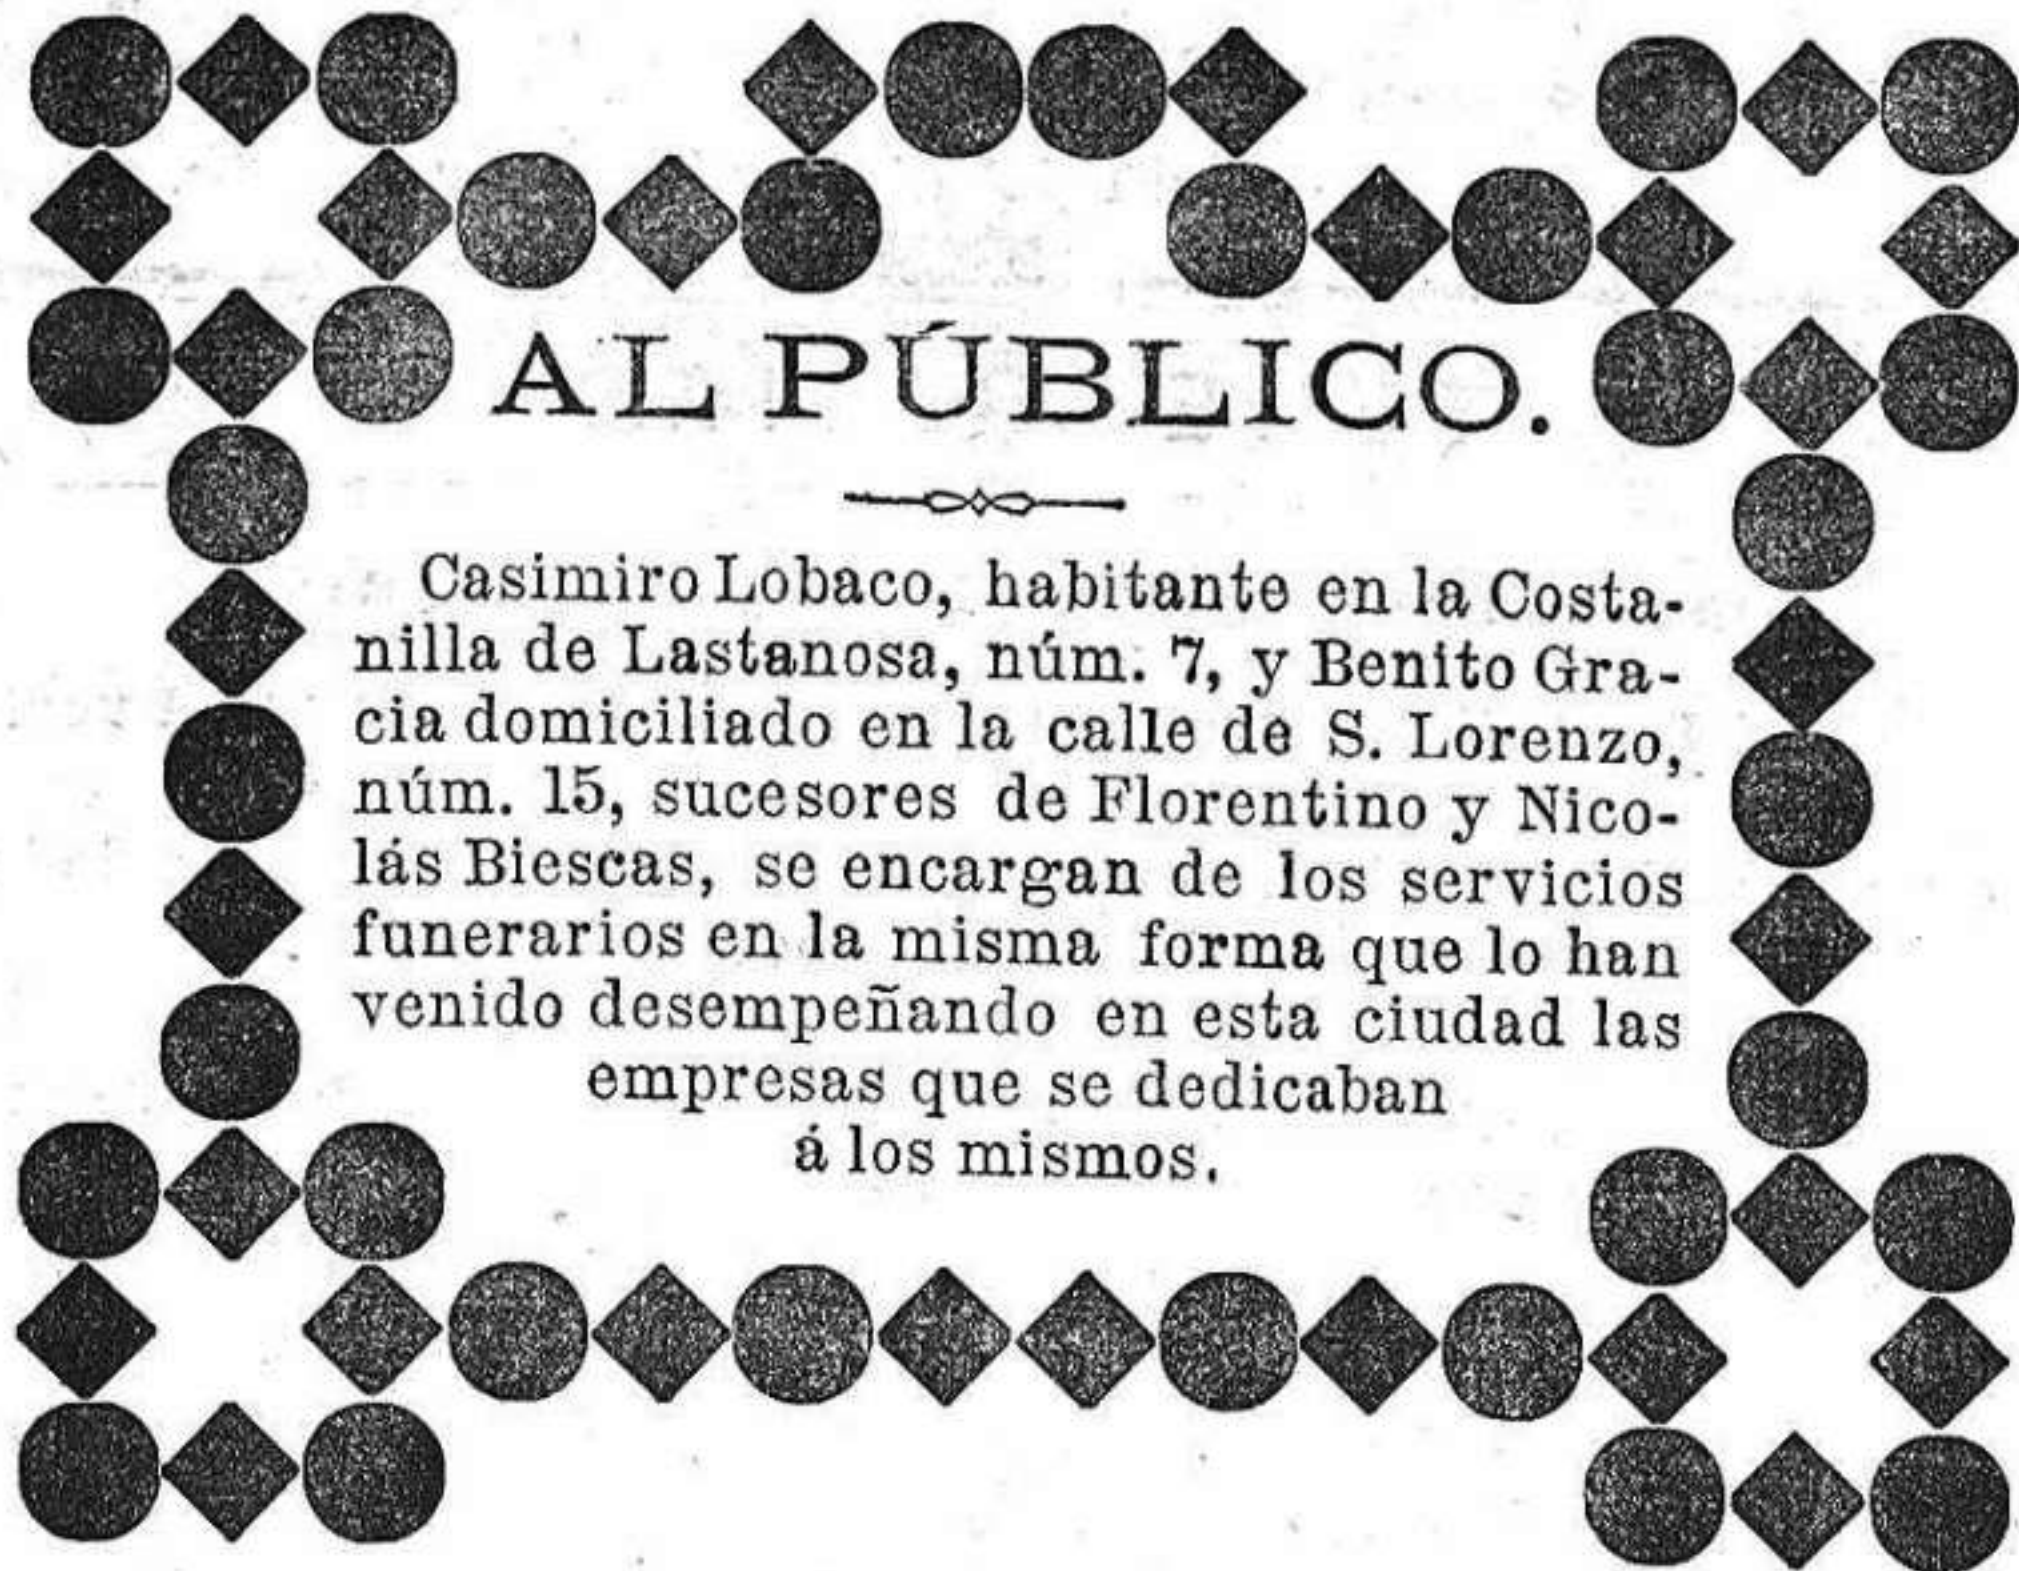 AL PÚBLICO.
Casimiro Lobaco, habitante en la Costa-
nilla de Lastanosa, núm. 7, y Benito Gra-
cia domiciliado en la calle de S. Lorenzo,
núm. 15, sucesores de Florentino y Nico-
lás Biescas, se encargan de los servicios
funerarios en la misma forma que lo han
venido desempeñando en esta ciudad las
empresas que se dedicaban
á los mismos.